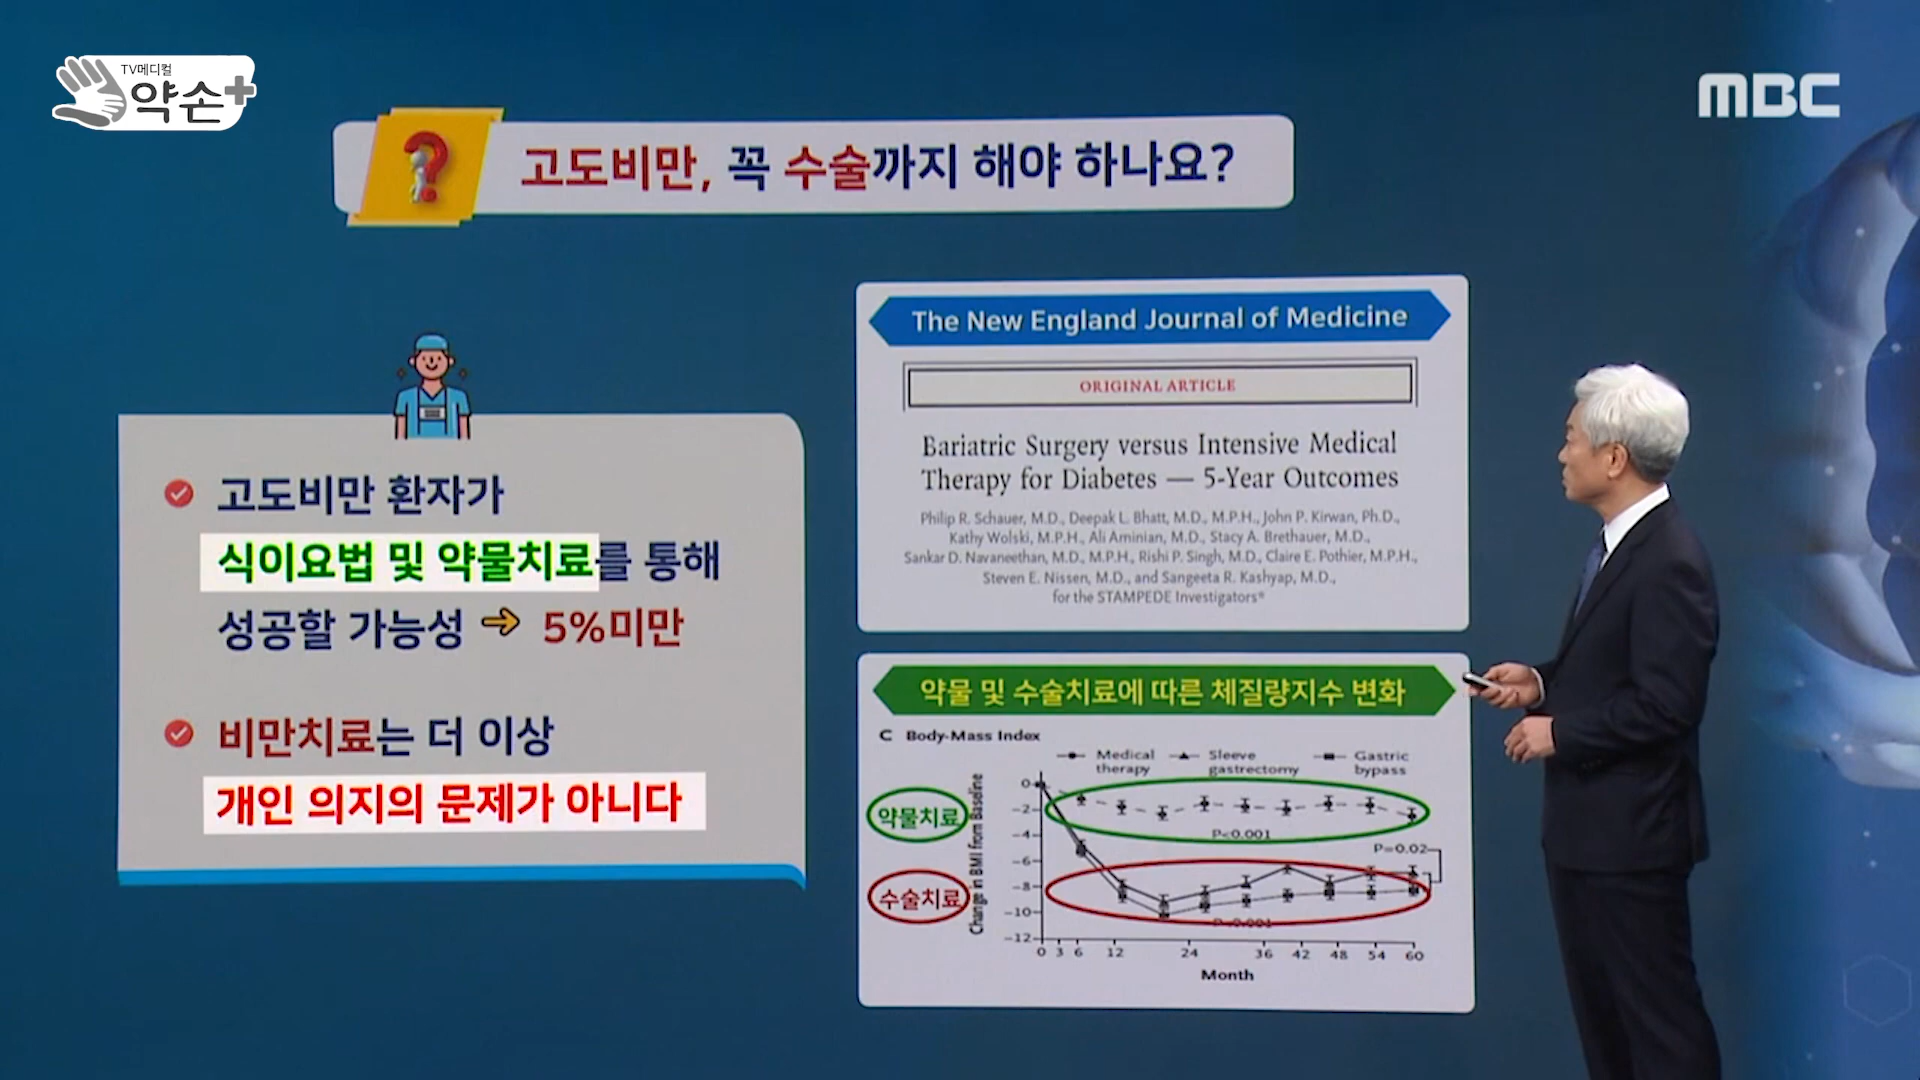 TV메디컬
약손+
MBC
고도비만, 꼭 수술까지 해야 하나요?
고도비만 환자가
식이요법 및 약물치료를 통해
성공할 가능성 → 5%미만
비만치료는 더 이상
개인 의지의 문제가 아니다
The New England Journal of Medicine
ORIGINAL ARTICLE
Bariatric Surgery versus Intensive Medical
Therapy for Diabetes — 5-Year Outcomes
Philip R. Schauer, M.D., Deepak L. Bhatt, M.D., M.P.H., John P. Kirwan, Ph.D.,
Kathy Wolski, M.P.H., Ali Aminian, M.D., Stacy A. Brethauer, M.D.,
Sankar D. Navaneethan, M.D., M.P.H., Rishi P. Singh, M.D., Claire E. Pothier, M.P.H.,
Steven E. Nissen, M.D., and Sangeeta R. Kashyap, M.D.,
for the STAMPEDE Investigators*
약물 및 수술치료에 따른 체질량지수 변화
C Body-Mass Index
Medical therapy
Sleeve gastrectomy
Gastric bypass
약물치료
수술치료
Change in BMI from Baseline
0
−2
−4
−6
−8
−10
−12
P<0.001
P=0.02
P<0.001
0 3 6 12 24 36 42 48 54 60
Month